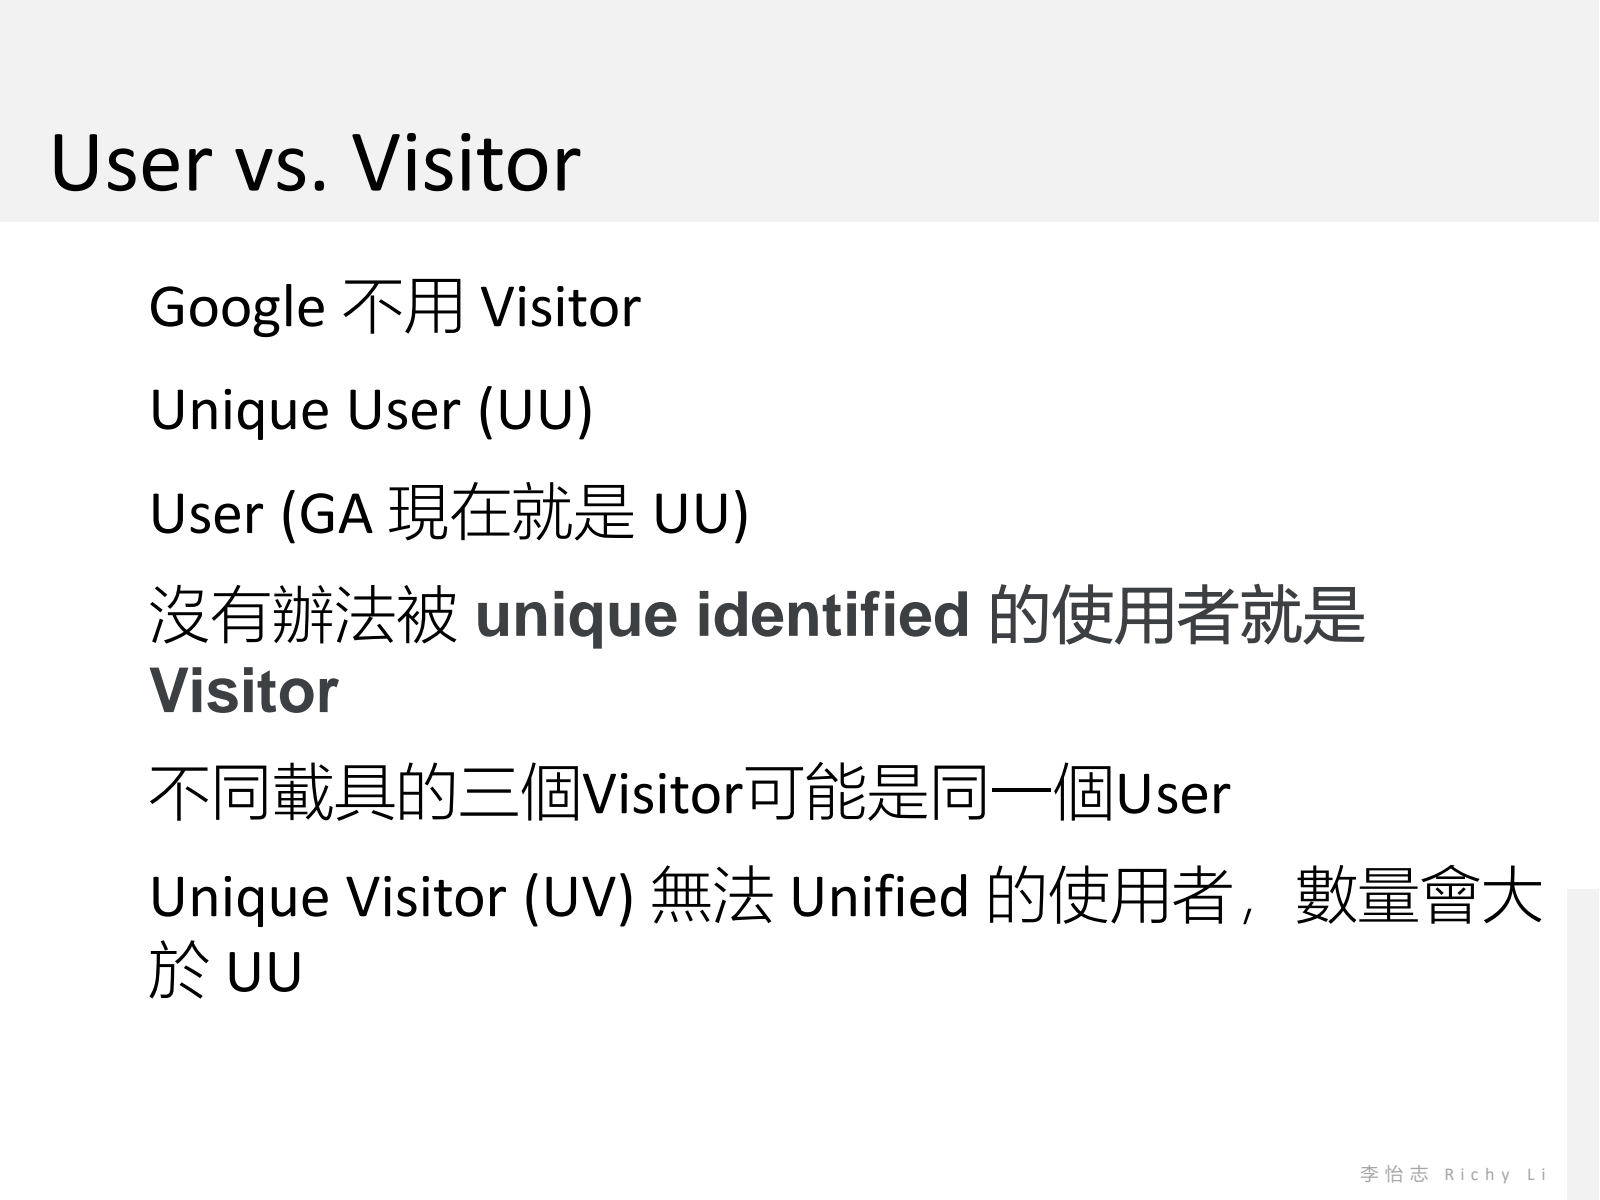 User vs. Visitor
Google 不用 Visitor
Unique User (UU)
User (GA 現在就是 UU)
沒有辦法被 unique identified 的使用者就是
Visitor
不同載具的三個Visitor可能是同一個User
Unique Visitor (UV) 無法 Unified 的使用者，數量會大
於 UU
李怡志 Richy Li